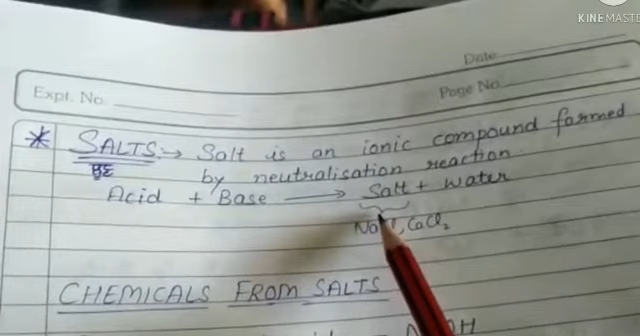 KINEMASTE
Date
Expt. No.
Page No.
* SALTS :→ Salt is an ionic compound formed
by neutralisation reaction
Acid + Base → Salt + Water
CaCl₂
CHEMICALS FROM SALTS